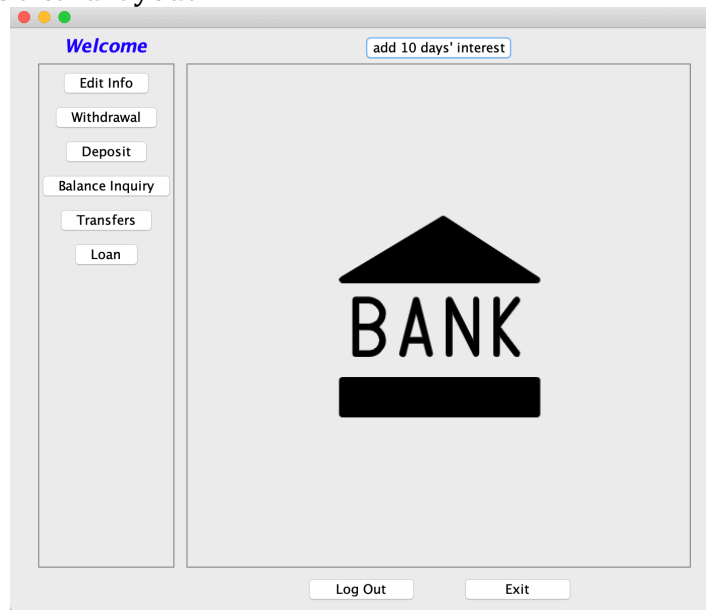 Welcome
add 10 days' interest
Edit Info
Withdrawal
Deposit
Balance Inquiry
Transfers
Loan
BANK
Log Out
Exit